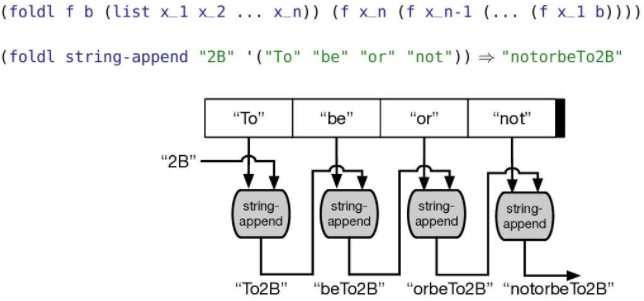 (foldl f b (list x_1 x_2 ... x_n)) (f x_n (f x_n-1 (... (f x_1 b))))
(foldl string-append "2B" '("To" "be" "or" "not")) ⇒ "notorbeTo2B"
“To” “be” “or” “not”
“2B”
string- string- string- string-
append append append append
“To2B” “beTo2B” “orbeTo2B” “notorbeTo2B”